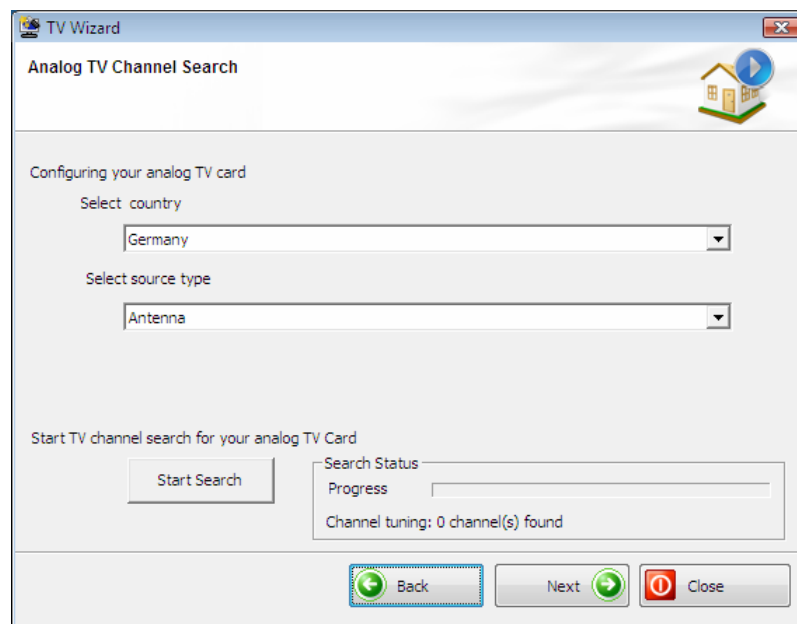 TV Wizard
Analog TV Channel Search
Configuring your analog TV card
Select country
Germany
Select source type
Antenna
Start TV channel search for your analog TV Card
Start Search
Search Status
Progress
Channel tuning: 0 channel(s) found
Back
Next
Close